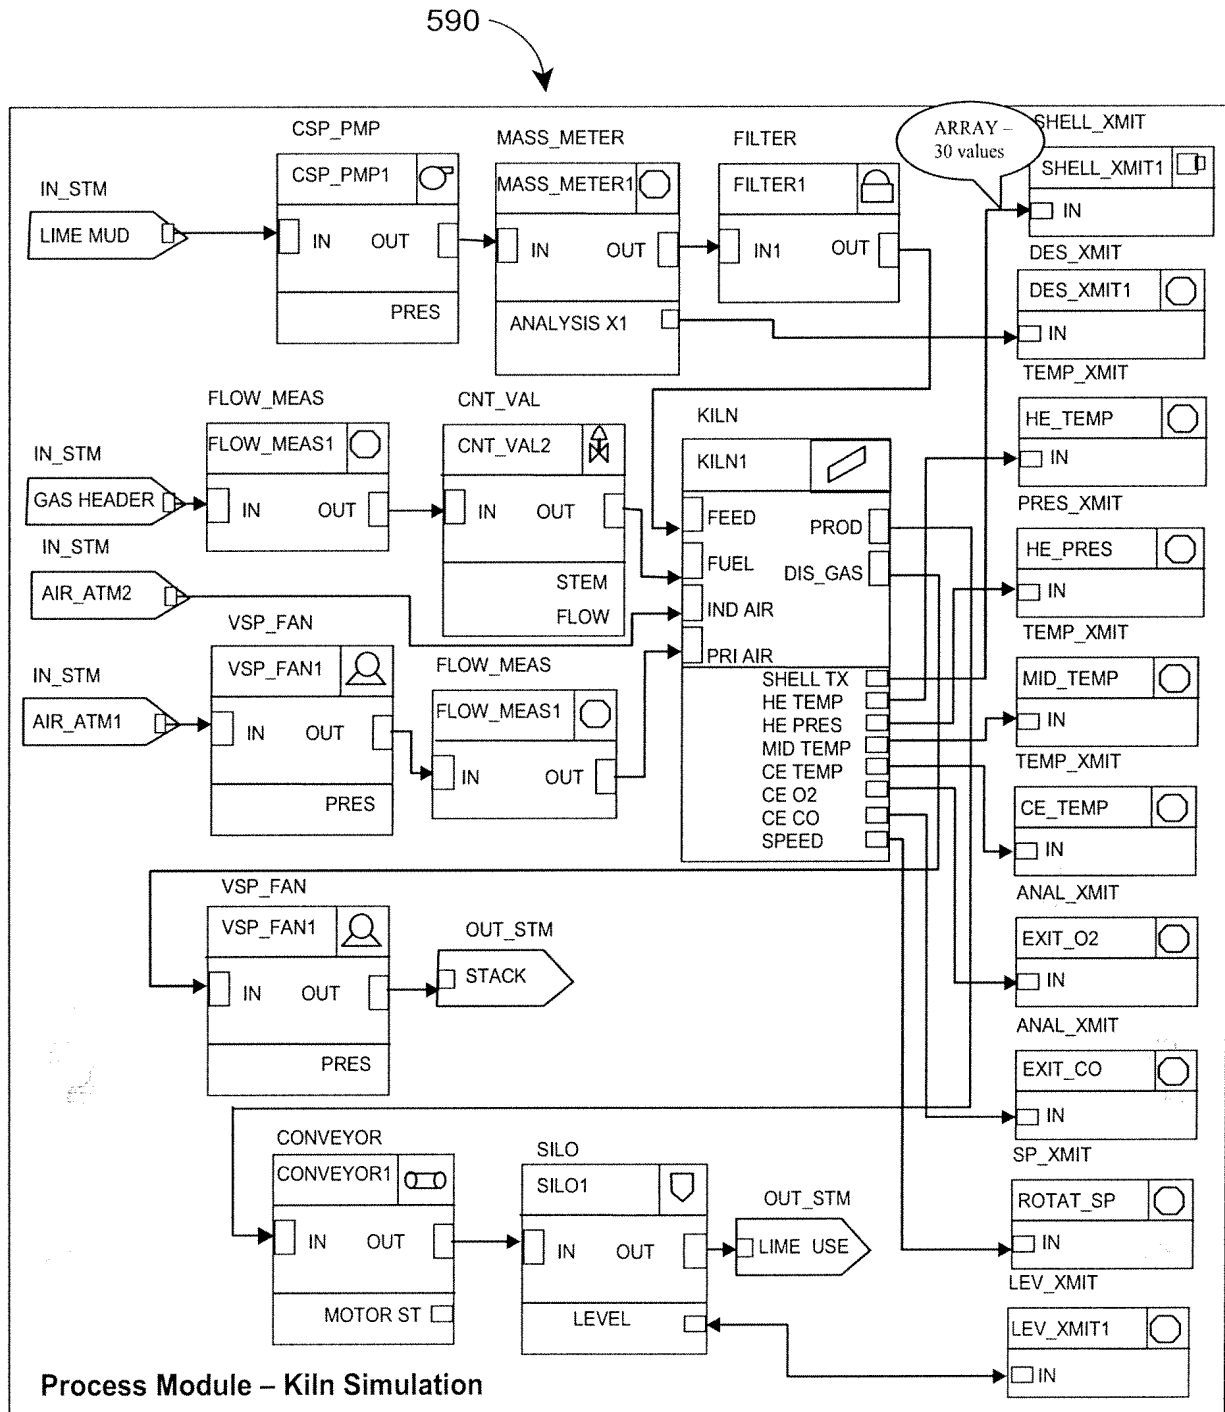 590
CSP_PMP
MASS_METER
FILTER
ARRAY –
30 values
SHELL_XMIT
IN_STM
CSP_PMP1
MASS_METER1
FILTER1
SHELL_XMIT1
LIME MUD
IN OUT
IN OUT
IN1 OUT
IN
PRES
ANALYSIS X1
DES_XMIT
DES_XMIT1
IN
FLOW_MEAS
CNT_VAL
KILN
TEMP_XMIT
IN_STM
FLOW_MEAS1
CNT_VAL2
KILN1
HE_TEMP
IN
GAS HEADER
IN OUT
IN OUT
STEM
FLOW
FEED
FUEL
IND AIR
PRI AIR
PROD
DIS_GAS
SHELL TX
HE TEMP
HE PRES
MID TEMP
CE TEMP
CE O2
CE CO
SPEED
PRES_XMIT
HE_PRES
IN
IN_STM
AIR_ATM2
VSP_FAN
VSP_FAN1
IN OUT
PRES
FLOW_MEAS
FLOW_MEAS1
IN OUT
IN_STM
AIR_ATM1
TEMP_XMIT
MID_TEMP
IN
TEMP_XMIT
CE_TEMP
IN
VSP_FAN
VSP_FAN1
IN OUT
PRES
OUT_STM
STACK
ANAL_XMIT
EXIT_O2
IN
ANAL_XMIT
EXIT_CO
IN
CONVEYOR
CONVEYOR1
IN OUT
MOTOR ST
SILO
SILO1
IN OUT
LEVEL
OUT_STM
LIME USE
SP_XMIT
ROTAT_SP
IN
LEV_XMIT
LEV_XMIT1
IN
Process Module – Kiln Simulation